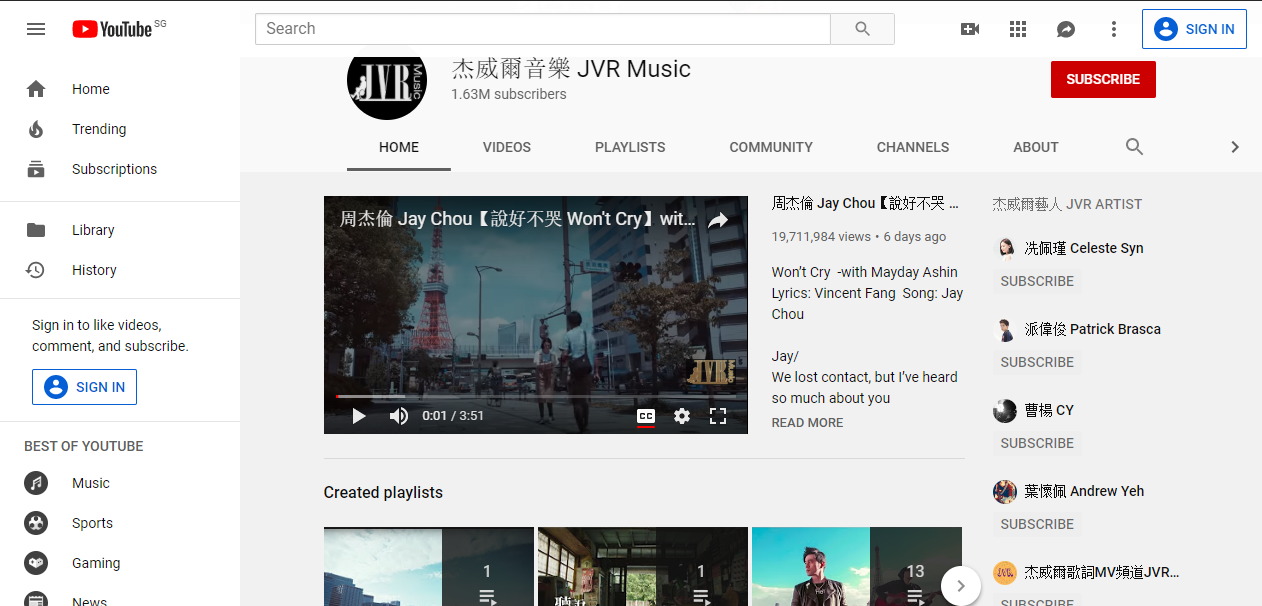 YouTube SG
Search
SIGN IN
Home
Trending
Subscriptions
Library
History
Sign in to like videos,
comment, and subscribe.
SIGN IN
BEST OF YOUTUBE
Music
Sports
Gaming
News
JVR Music
杰威爾音樂 JVR Music
1.63M subscribers
SUBSCRIBE
HOME VIDEOS PLAYLISTS COMMUNITY CHANNELS ABOUT
周杰倫 Jay Chou【說好不哭 Won't Cry】wit...
JVR Music
0:01 / 3:51
CC
周杰倫 Jay Chou【說好不哭 ...
19,711,984 views • 6 days ago
Won't Cry -with Mayday Ashin
Lyrics: Vincent Fang Song: Jay
Chou
Jay/
We lost contact, but I've heard
so much about you
READ MORE
Created playlists
1
1
13
杰威爾藝人 JVR ARTIST
冼佩瑾 Celeste Syn
SUBSCRIBE
派偉俊 Patrick Brasca
SUBSCRIBE
曹楊 CY
SUBSCRIBE
葉懷佩 Andrew Yeh
SUBSCRIBE
JVR
杰威爾歌詞MV頻道JVR...
SUBSCRIBE